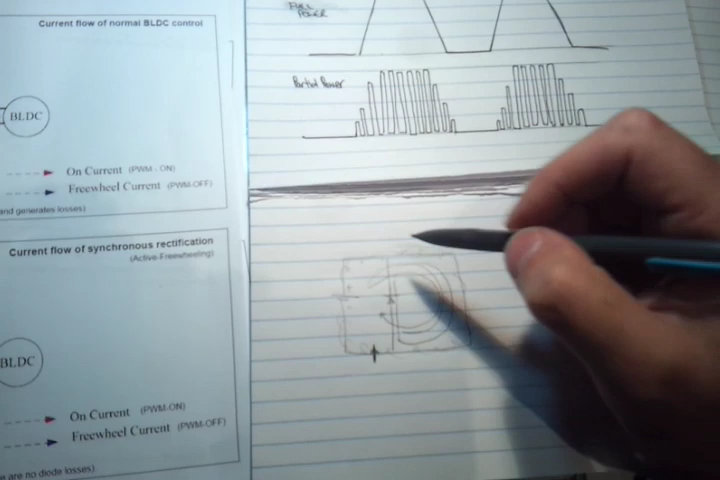 Current flow of normal BLDC control
BLDC
On Current (PWM - ON)
Freewheel Current (PWM-OFF)
and generates losses)
Current flow of synchronous rectification
(Active-Freewheeling)
BLDC
On Current (PWM-ON)
Freewheel Current (PWM-OFF)
e are no diode losses)
Full
Power
Partial Power